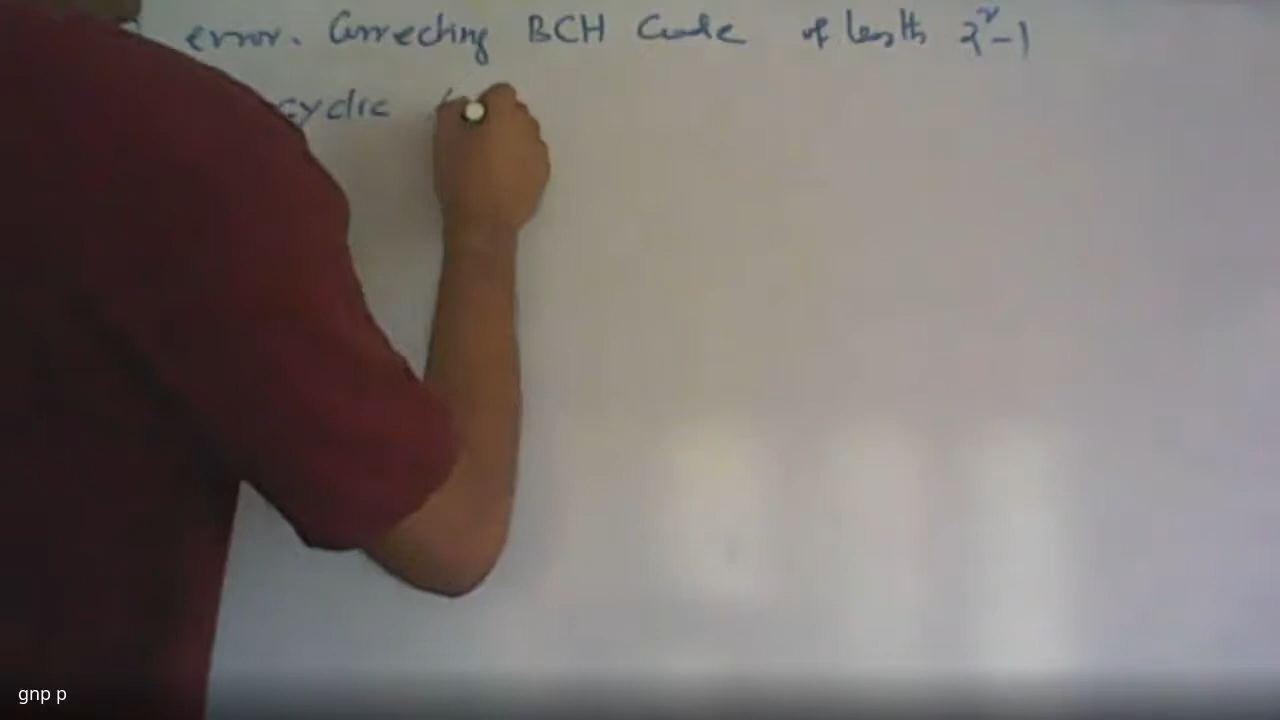 error. Correcting BCH Code of length 2^r-1
cyclic
gnp p